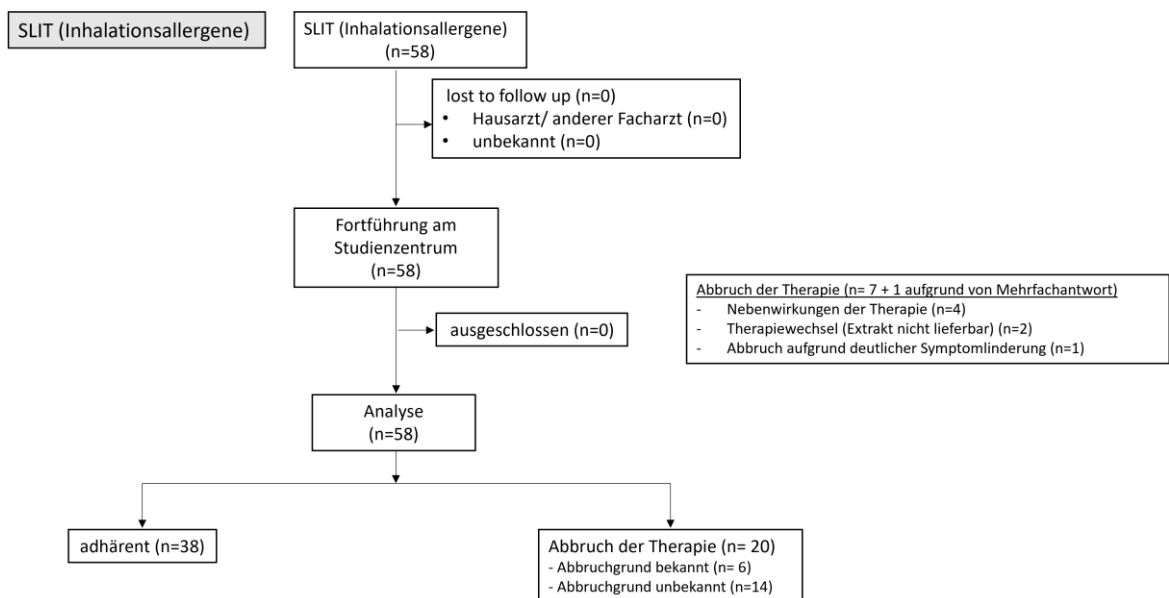 SLIT (Inhalationsallergene)
SLIT (Inhalationsallergene)
(n=58)
lost to follow up (n=0)
• Hausarzt/ anderer Facharzt (n=0)
• unbekannt (n=0)
Fortführung am
Studienzentrum
(n=58)
Abbruch der Therapie (n= 7 + 1 aufgrund von Mehrfachantwort)
- Nebenwirkungen der Therapie (n=4)
- Therapiewechsel (Extrakt nicht lieferbar) (n=2)
- Abbruch aufgrund deutlicher Symptomlinderung (n=1)
ausgeschlossen (n=0)
Analyse
(n=58)
adhärent (n=38)
Abbruch der Therapie (n= 20)
- Abbruchgrund bekannt (n= 6)
- Abbruchgrund unbekannt (n=14)